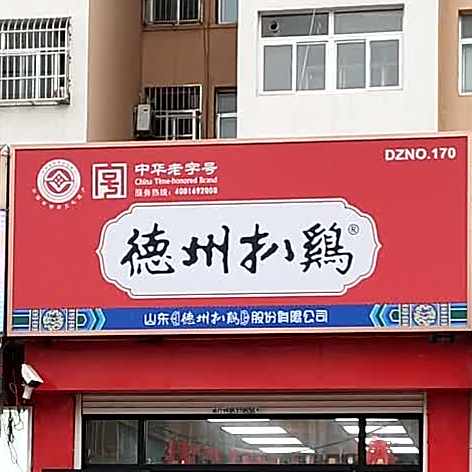 DZNO.170
中华老字号
China Time-honored Brand
服务热线：4001692008
德州扒鷄®
山东德州扒鷄股份有限公司